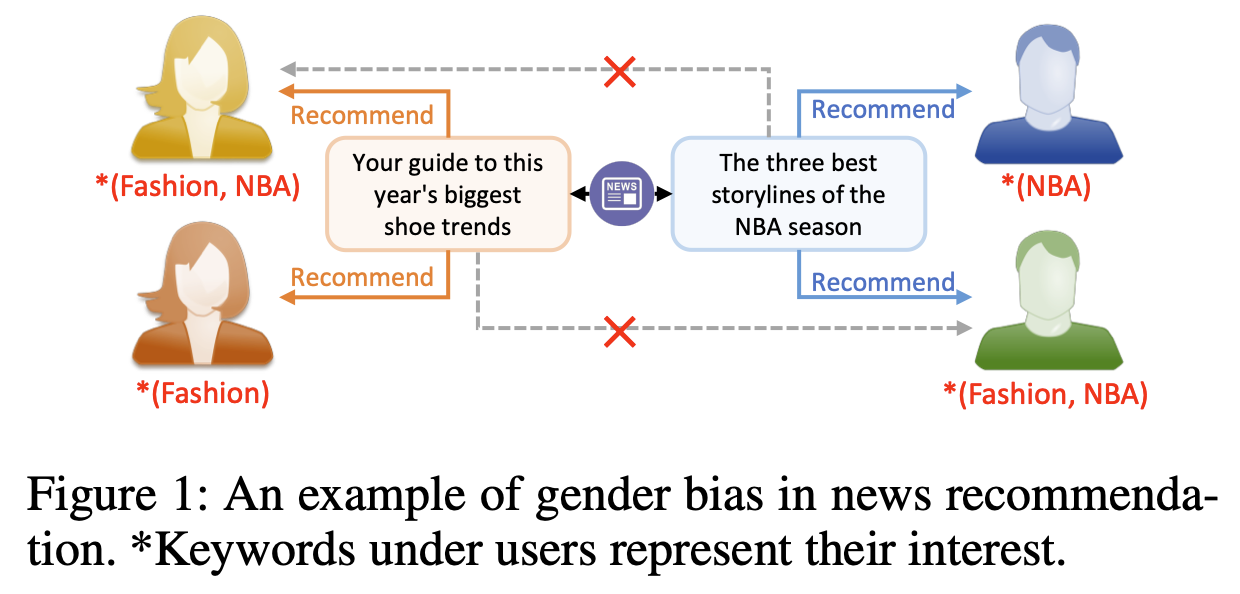 Recommend
Recommend
Your guide to this
year's biggest
shoe trends
NEWS
The three best
storylines of the
NBA season
*(Fashion, NBA)
*(NBA)
Recommend
Recommend
*(Fashion)
*(Fashion, NBA)
Figure 1: An example of gender bias in news recommenda-
tion. *Keywords under users represent their interest.